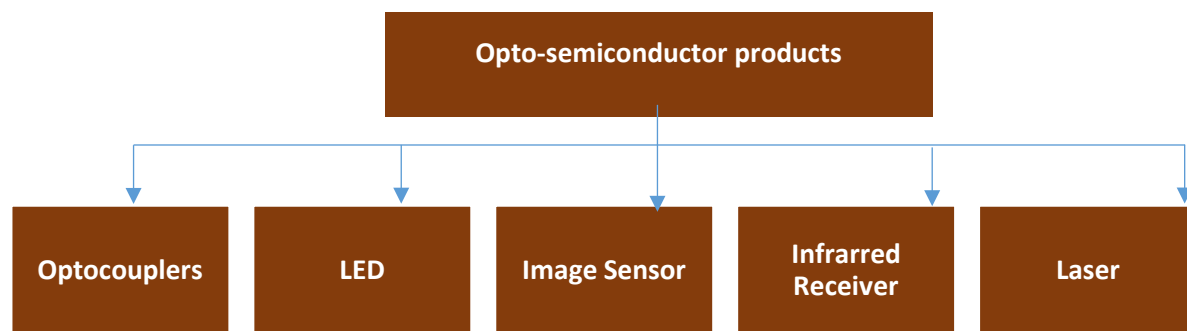 Opto-semiconductor products
Optocouplers
LED
Image Sensor
Infrarred
Receiver
Laser